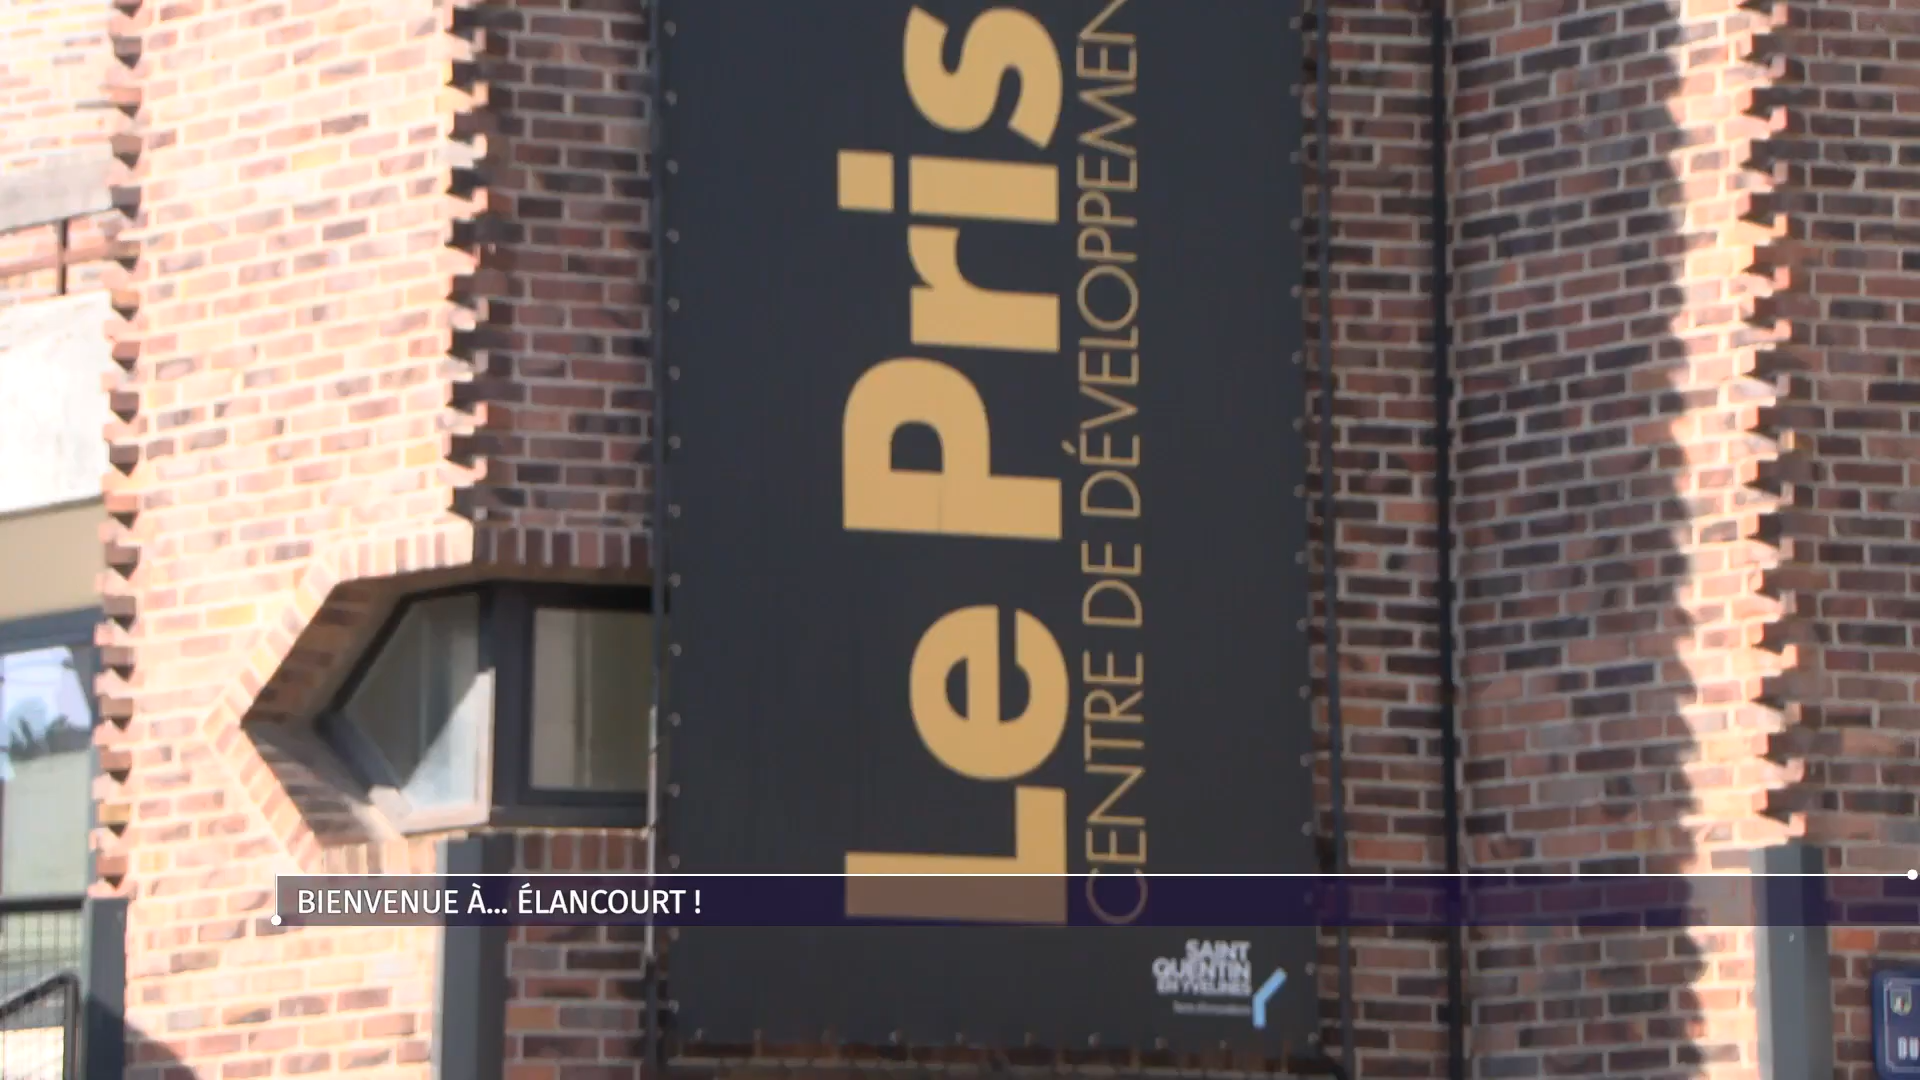 Le Pris
CENTRE DE DÉVELOPPEMEN
BIENVENUE À... ÉLANCOURT !
SAINT
QUENTIN
EN YVELINES